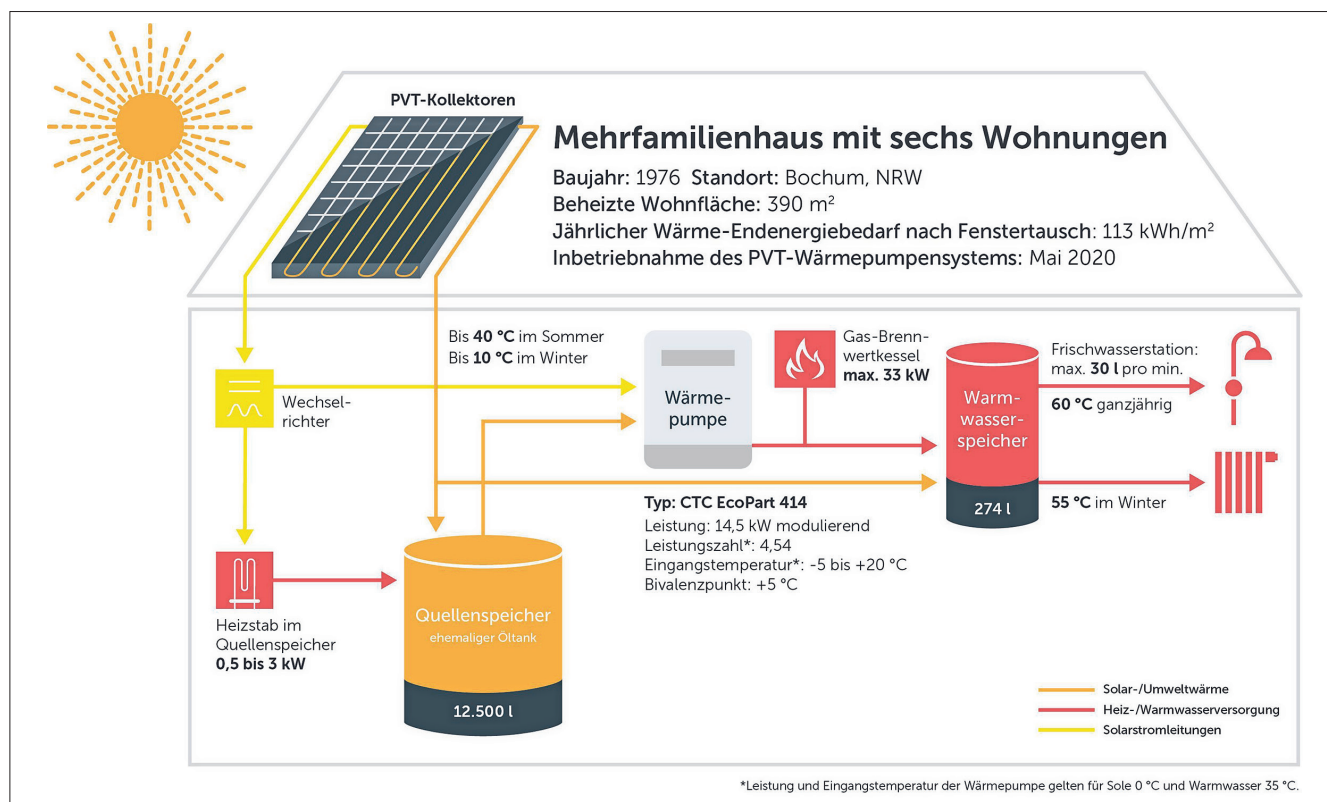 PVT-Kollektoren
Mehrfamilienhaus mit sechs Wohnungen
Baujahr: 1976 Standort: Bochum, NRW
Beheizte Wohnfläche: 390 m²
Jährlicher Wärme-Endenergiebedarf nach Fenstertausch: 113 kWh/m²
Inbetriebnahme des PVT-Wärmepumpensystems: Mai 2020
Bis 40 °C im Sommer
Bis 10 °C im Winter
Wechsel-
richter
Wärme-
pumpe
Gas-Brenn-
wertkessel
max. 33 kW
Warm-
wasser-
speicher
274 l
Frischwasserstation:
max. 30 l pro min.
60 °C ganzjährig
55 °C im Winter
Typ: CTC EcoPart 414
Leistung: 14,5 kW modulierend
Leistungszahl*: 4,54
Eingangstemperatur*: -5 bis +20 °C
Bivalenzpunkt: +5 °C
Heizstab im
Quellenspeicher
0,5 bis 3 kW
Quellenspeicher
ehemaliger Öltank
12.500 l
Solar-/Umweltwärme
Heiz-/Warmwasserversorgung
Solarstromleitungen
*Leistung und Eingangstemperatur der Wärmepumpe gelten für Sole 0 °C und Warmwasser 35 °C.